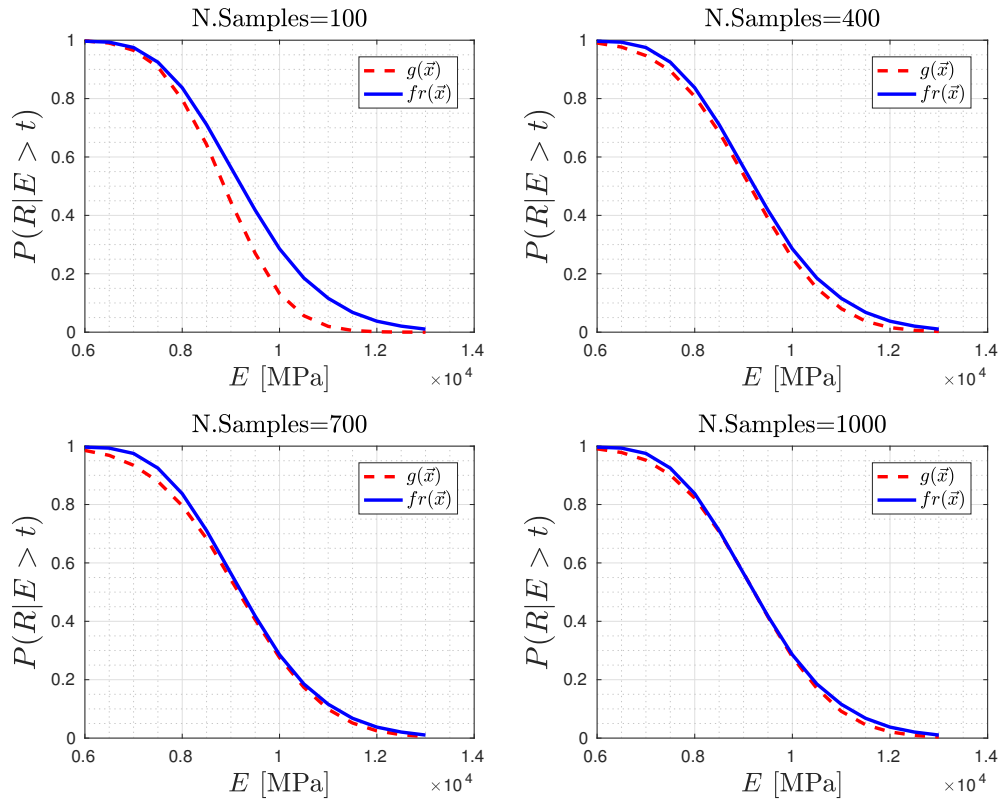 N.Samples=100
1
0.8
0.6
0.4
0.2
0
P(R|E > t)
g(x⃗)
fr(x⃗)
0.6 0.8 1 1.2 1.4
E [MPa] ×10⁴
N.Samples=400
1
0.8
0.6
0.4
0.2
0
P(R|E > t)
g(x⃗)
fr(x⃗)
0.6 0.8 1 1.2 1.4
E [MPa] ×10⁴
N.Samples=700
1
0.8
0.6
0.4
0.2
0
P(R|E > t)
g(x⃗)
fr(x⃗)
0.6 0.8 1 1.2 1.4
E [MPa] ×10⁴
N.Samples=1000
1
0.8
0.6
0.4
0.2
0
P(R|E > t)
g(x⃗)
fr(x⃗)
0.6 0.8 1 1.2 1.4
E [MPa] ×10⁴